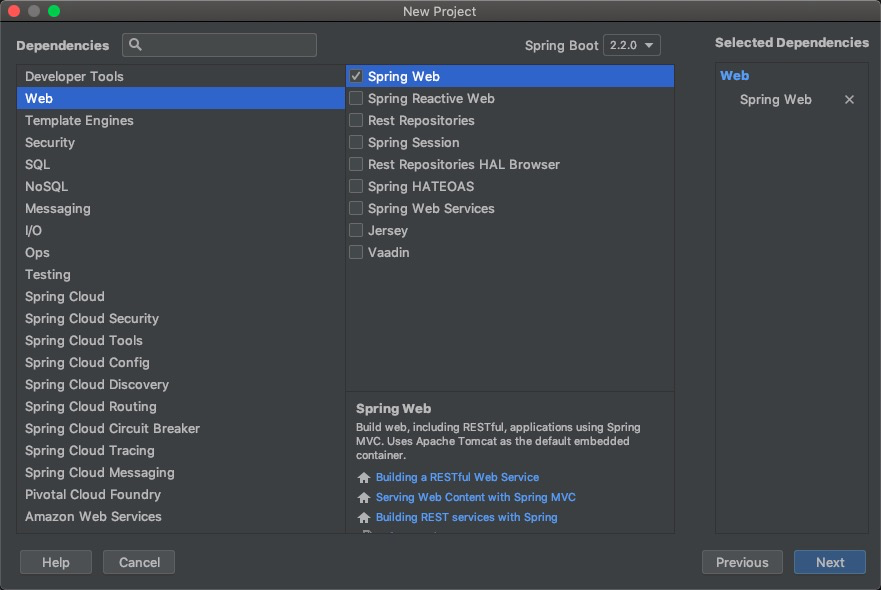 New Project
Dependencies
Spring Boot 2.2.0
Selected Dependencies
Developer Tools
Web
Template Engines
Security
SQL
NoSQL
Messaging
I/O
Ops
Testing
Spring Cloud
Spring Cloud Security
Spring Cloud Tools
Spring Cloud Config
Spring Cloud Discovery
Spring Cloud Routing
Spring Cloud Circuit Breaker
Spring Cloud Tracing
Spring Cloud Messaging
Pivotal Cloud Foundry
Amazon Web Services
Spring Web
Spring Reactive Web
Rest Repositories
Spring Session
Rest Repositories HAL Browser
Spring HATEOAS
Spring Web Services
Jersey
Vaadin
Spring Web
Build web, including RESTful, applications using Spring
MVC. Uses Apache Tomcat as the default embedded
container.
Building a RESTful Web Service
Serving Web Content with Spring MVC
Building REST services with Spring
Web
Spring Web
Help
Cancel
Previous
Next